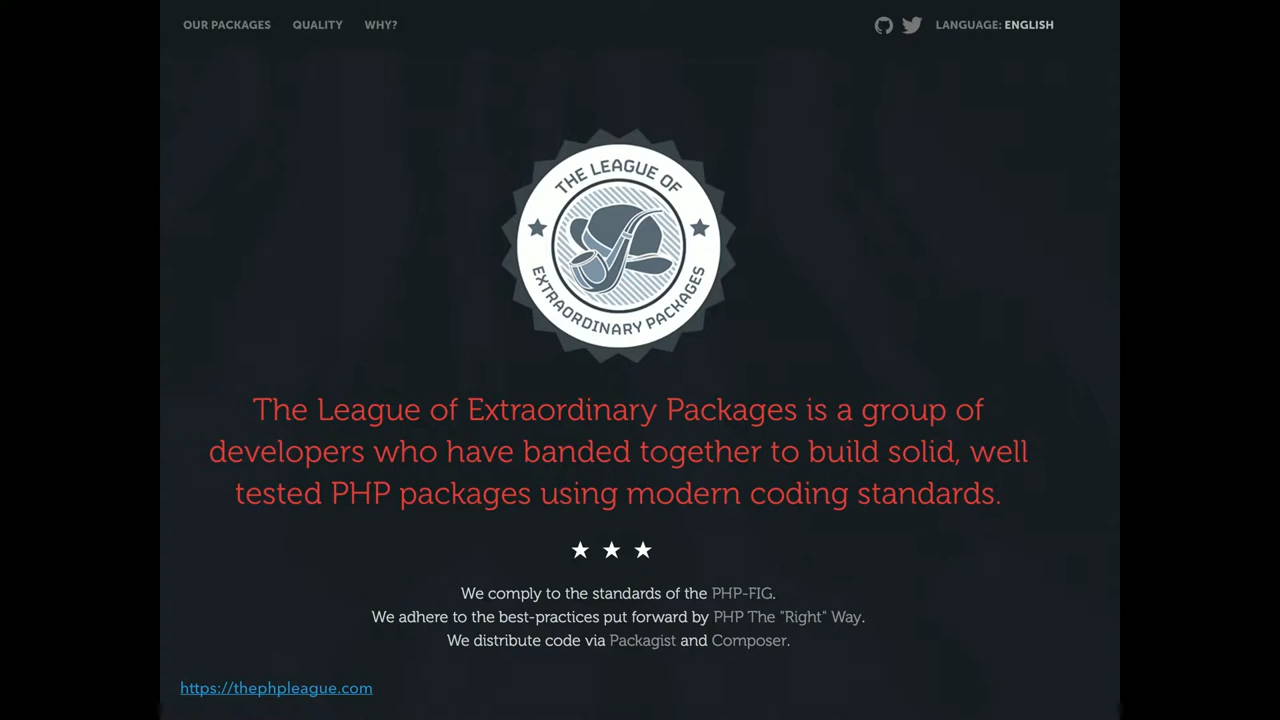 OUR PACKAGES QUALITY WHY? LANGUAGE: ENGLISH
THE LEAGUE OF
EXTRAORDINARY PACKAGES
The League of Extraordinary Packages is a group of
developers who have banded together to build solid, well
tested PHP packages using modern coding standards.
We comply to the standards of the PHP-FIG.
We adhere to the best-practices put forward by PHP The "Right" Way.
We distribute code via Packagist and Composer.
https://thephpleague.com